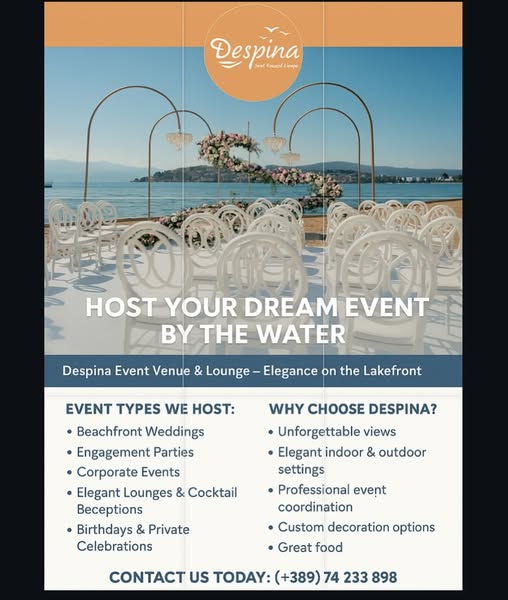 Despina
HOST YOUR DREAM EVENT
BY THE WATER
Despina Event Venue & Lounge – Elegance on the Lakefront
EVENT TYPES WE HOST:
• Beachfront Weddings
• Engagement Parties
• Corporate Events
• Elegant Lounges & Cocktail
Beceptions
• Birthdays & Private
Celebrations
WHY CHOOSE DESPINA?
• Unforgettable views
• Elegant indoor & outdoor
settings
• Professional event
coordination
• Custom decoration options
• Great food
CONTACT US TODAY: (+389) 74 233 898